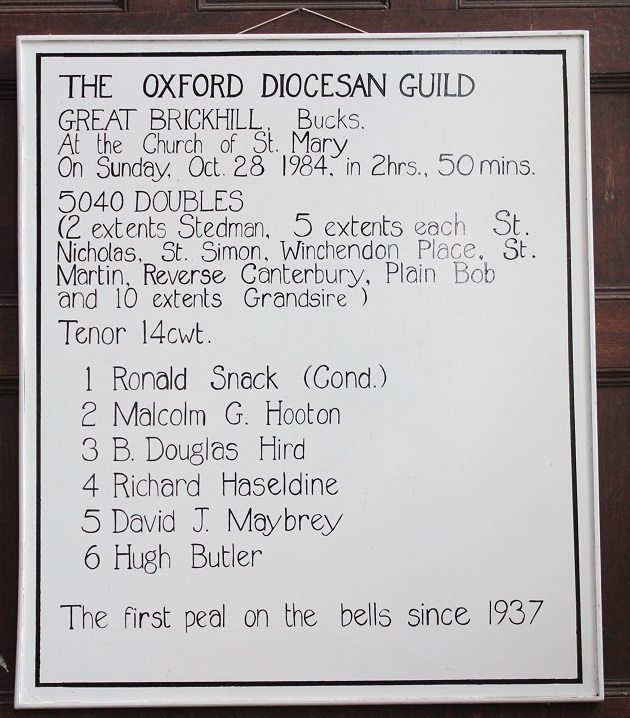 THE OXFORD DIOCESAN GUILD
GREAT BRICKHILL, Bucks.
At the Church of St. Mary
On Sunday, Oct. 28 1984, in 2hrs., 50 mins.
5040 DOUBLES
(2 extents Stedman, 5 extents each St.
Nicholas, St. Simon, Winchendon Place, St.
Martin, Reverse Canterbury, Plain Bob
and 10 extents Grandsire )
Tenor 14cwt.
1 Ronald Snack (Cond.)
2 Malcolm G. Hooton
3 B. Douglas Hird
4 Richard Haseldine
5 David J. Maybrey
6 Hugh Butler
The first peal on the bells since 1937